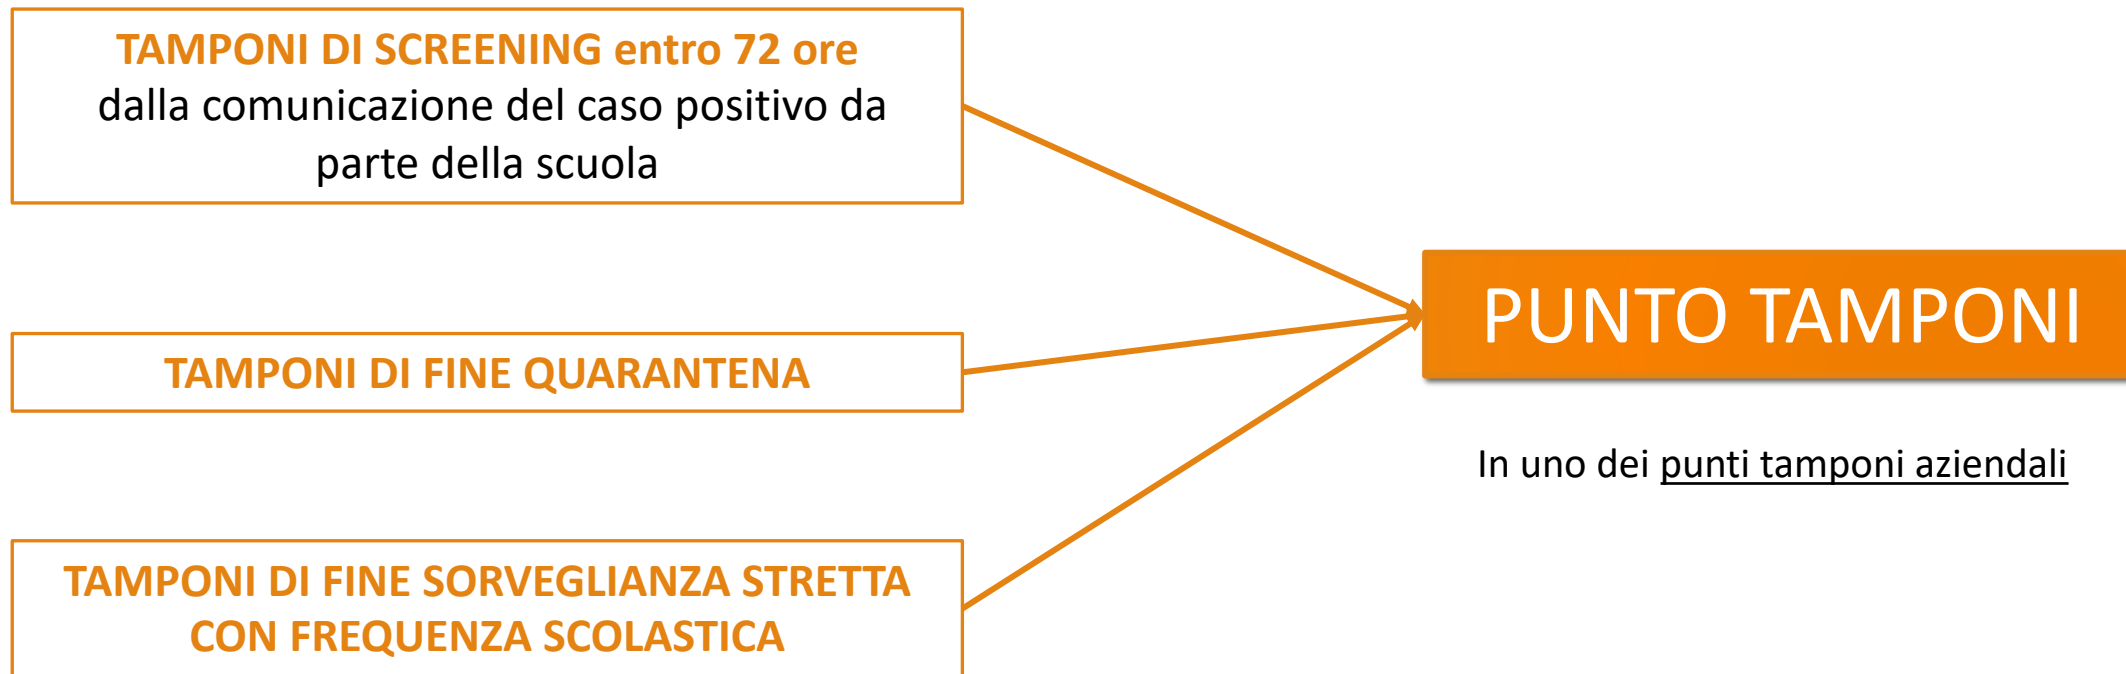 TAMPONI DI SCREENING entro 72 ore
dalla comunicazione del caso positivo da
parte della scuola
TAMPONI DI FINE QUARANTENA
TAMPONI DI FINE SORVEGLIANZA STRETTA
CON FREQUENZA SCOLASTICA
PUNTO TAMPONI
In uno dei punti tamponi aziendali